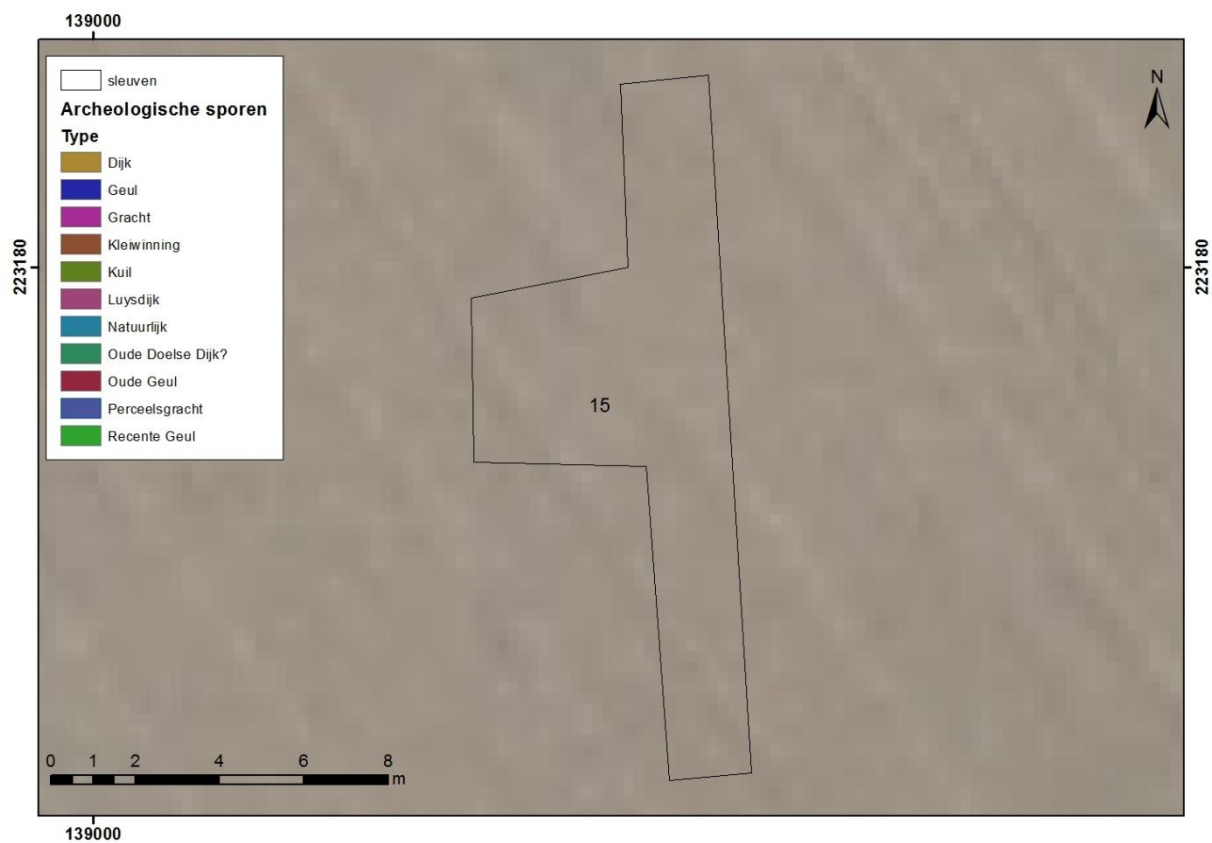 139000
sleuven
Archeologische sporen
Type
Dijk
Geul
Gracht
Kleiwinning
Kuil
Luysdijk
Natuurlijk
Oude Doelse Dijk?
Oude Geul
Perceelsgracht
Recente Geul
N
223180
223180
15
0 1 2 4 6 8
m
139000